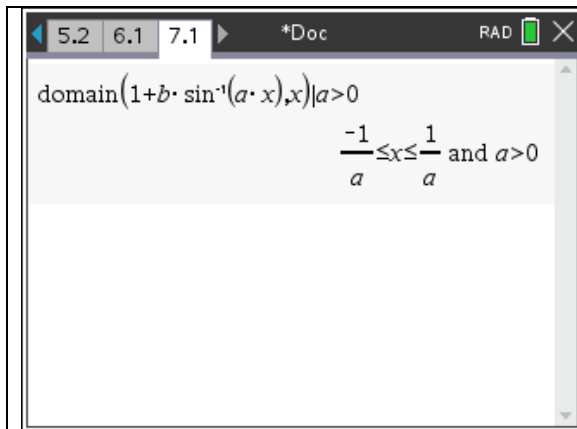 5.2 6.1 7.1 *Doc RAD
domain(1+b· sin⁻¹(a· x),x)|a>0
-1/a ≤x≤ 1/a and a>0